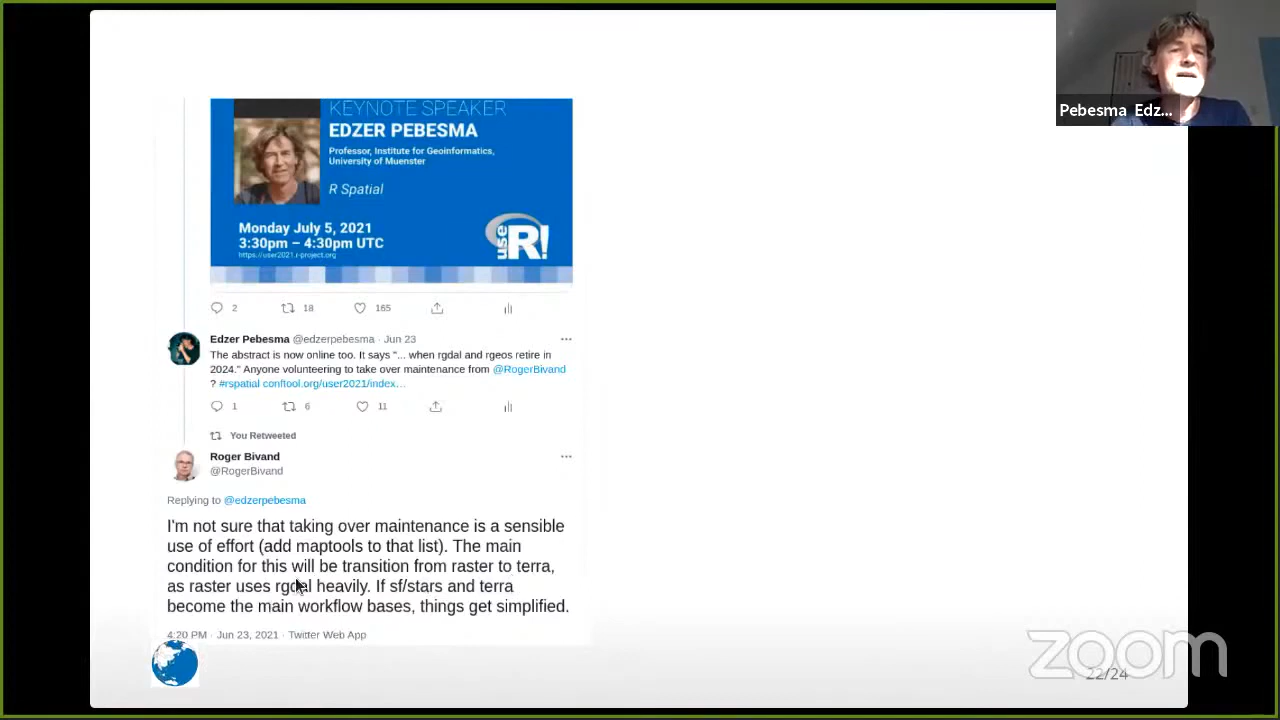 KEYNOTE SPEAKER
EDZER PEBESMA
Professor, Institute for Geoinformatics,
University of Muenster
R Spatial
Monday July 5, 2021
3:30pm – 4:30pm UTC
https://user2021.r-project.org
use R!
2 18 165
Edzer Pebesma @edzerpebesma · Jun 23
The abstract is now online too. It says "... when rgdal and rgeos retire in
2024." Anyone volunteering to take over maintenance from @RogerBivand
? #rspatial conftool.org/user2021/index…
1 6 11
You Retweeted
Roger Bivand
@RogerBivand
Replying to @edzerpebesma
I'm not sure that taking over maintenance is a sensible
use of effort (add maptools to that list). The main
condition for this will be transition from raster to terra,
as raster uses rgdal heavily. If sf/stars and terra
become the main workflow bases, things get simplified.
4:20 PM · Jun 23, 2021 · Twitter Web App
22/24
Pebesma Edz...
zoom